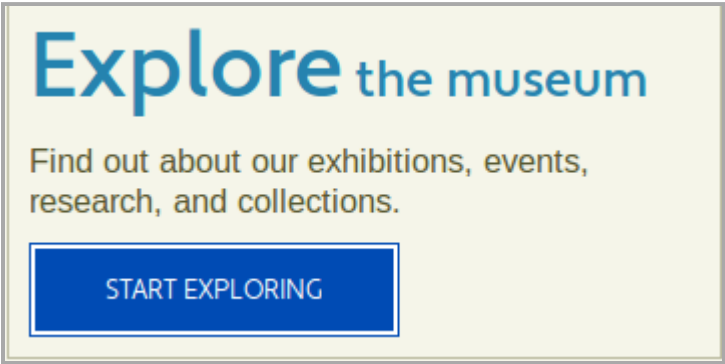 Explore the museum
Find out about our exhibitions, events,
research, and collections.
START EXPLORING